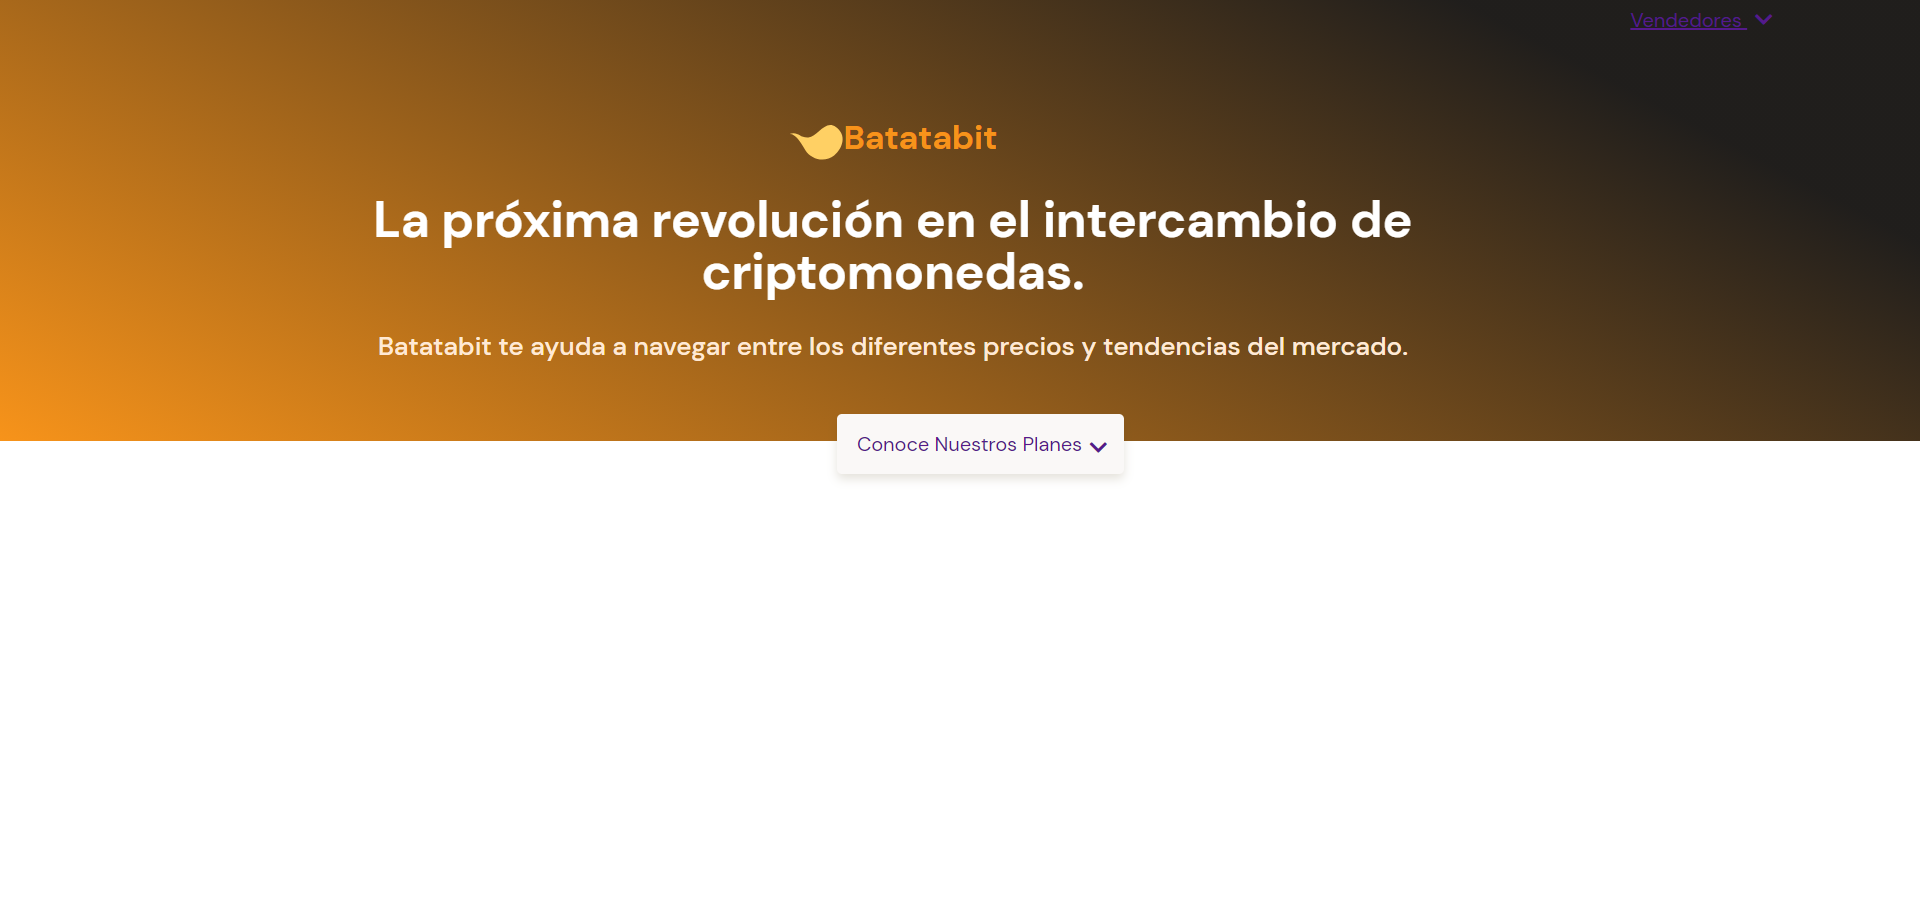 Vendedores
Batatabit
La próxima revolución en el intercambio de
criptomonedas.
Batatabit te ayuda a navegar entre los diferentes precios y tendencias del mercado.
Conoce Nuestros Planes